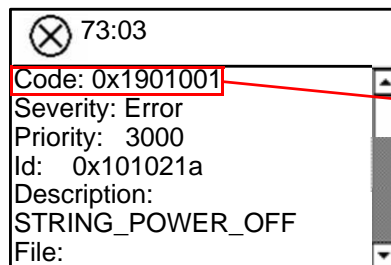 73:03
Code: 0x1901001
Severity: Error
Priority: 3000
Id: 0x101021a
Description:
STRING_POWER_OFF
File: